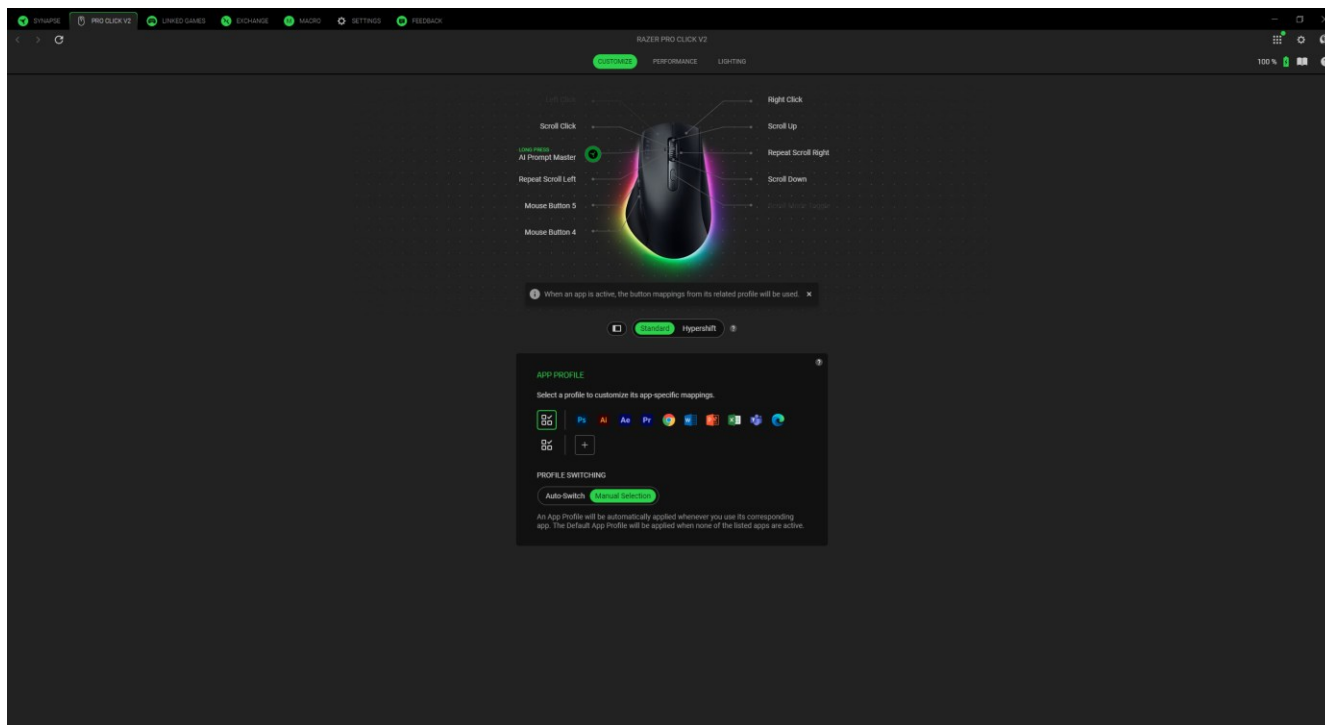 SYNAPSE
PRO CLICK V2
LINKED GAMES
EXCHANGE
MACRO
SETTINGS
FEEDBACK
RAZER PRO CLICK V2
CUSTOMIZE
PERFORMANCE
LIGHTING
100 %
Left Click
Right Click
Scroll Click
Scroll Up
LONG PRESS
AI Prompt Master
Repeat Scroll Right
Repeat Scroll Left
Scroll Down
Mouse Button 5
Scroll Mode Toggle
Mouse Button 4
When an app is active, the button mappings from its related profile will be used.
Standard
Hypershift
APP PROFILE
Select a profile to customize its app-specific mappings.
Ps
Ai
Ae
Pr
PROFILE SWITCHING
Auto-Switch
Manual Selection
An App Profile will be automatically applied whenever you use its corresponding
app. The Default App Profile will be applied when none of the listed apps are active.